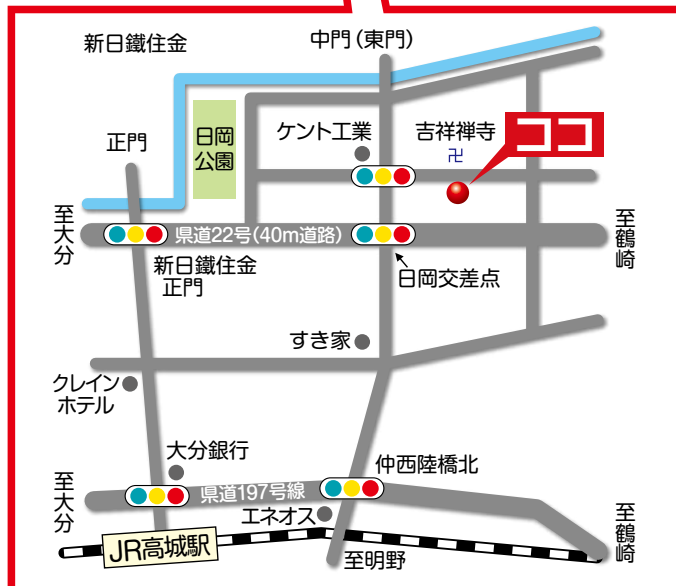 新日鐵住金
中門（東門）
正門
日岡
公園
ケント工業
吉祥禅寺
卍
ココ
至大分
県道22号(40m道路)
至鶴崎
新日鐵住金
正門
日岡交差点
すき家
クレイン
ホテル
大分銀行
仲西陸橋北
至大分
県道197号線
エネオス
至鶴崎
JR高城駅
至明野